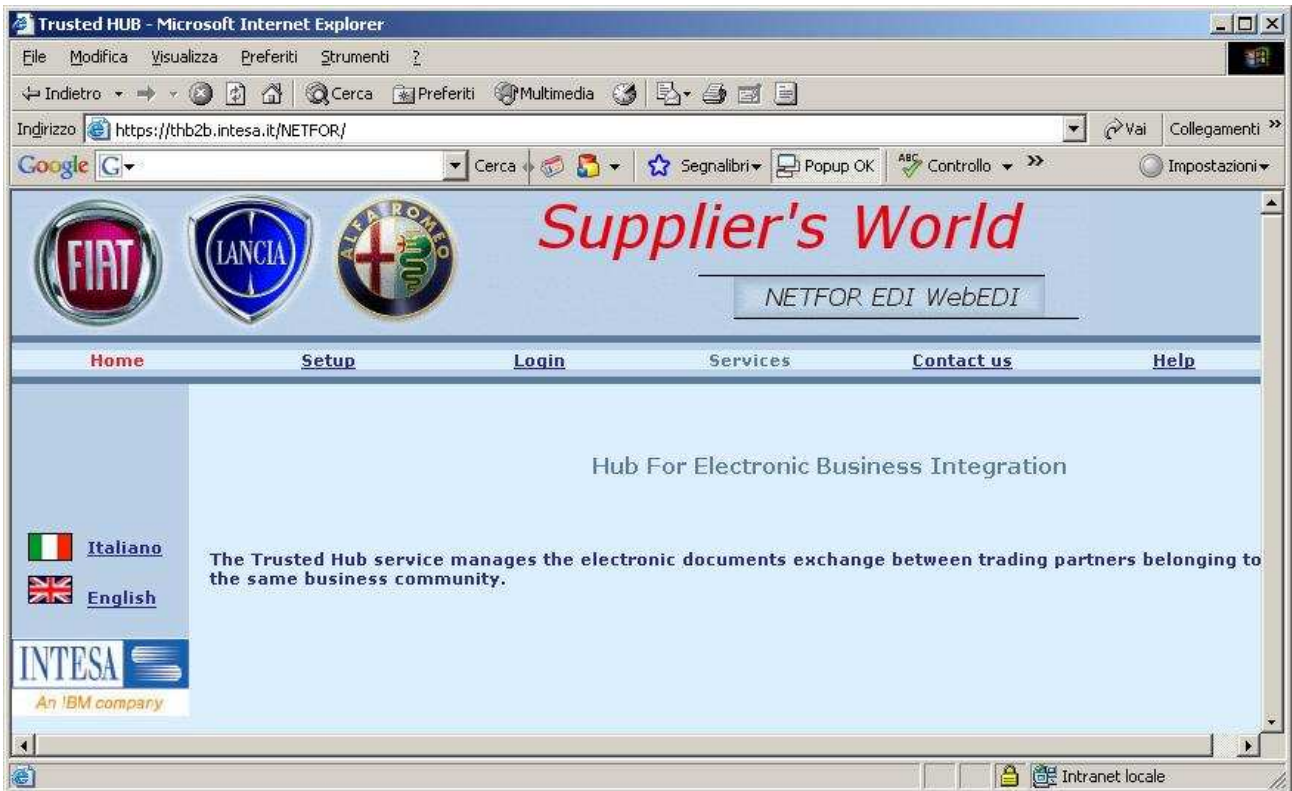 Trusted HUB - Microsoft Internet Explorer
File Modifica Visualizza Preferiti Strumenti ?
Indietro Cerca Preferiti Multimedia
Indirizzo https://thb2b.intesa.it/NETFOR/ Vai Collegamenti »
Google G Cerca Segnalibri Popup OK ABC Controllo » Impostazioni
FIAT LANCIA ALFA ROMEO Supplier's World
NETFOR EDI WebEDI
Home Setup Login Services Contact us Help
Hub For Electronic Business Integration
Italiano
English
The Trusted Hub service manages the electronic documents exchange between trading partners belonging to
the same business community.
INTESA
An IBM company
Intranet locale